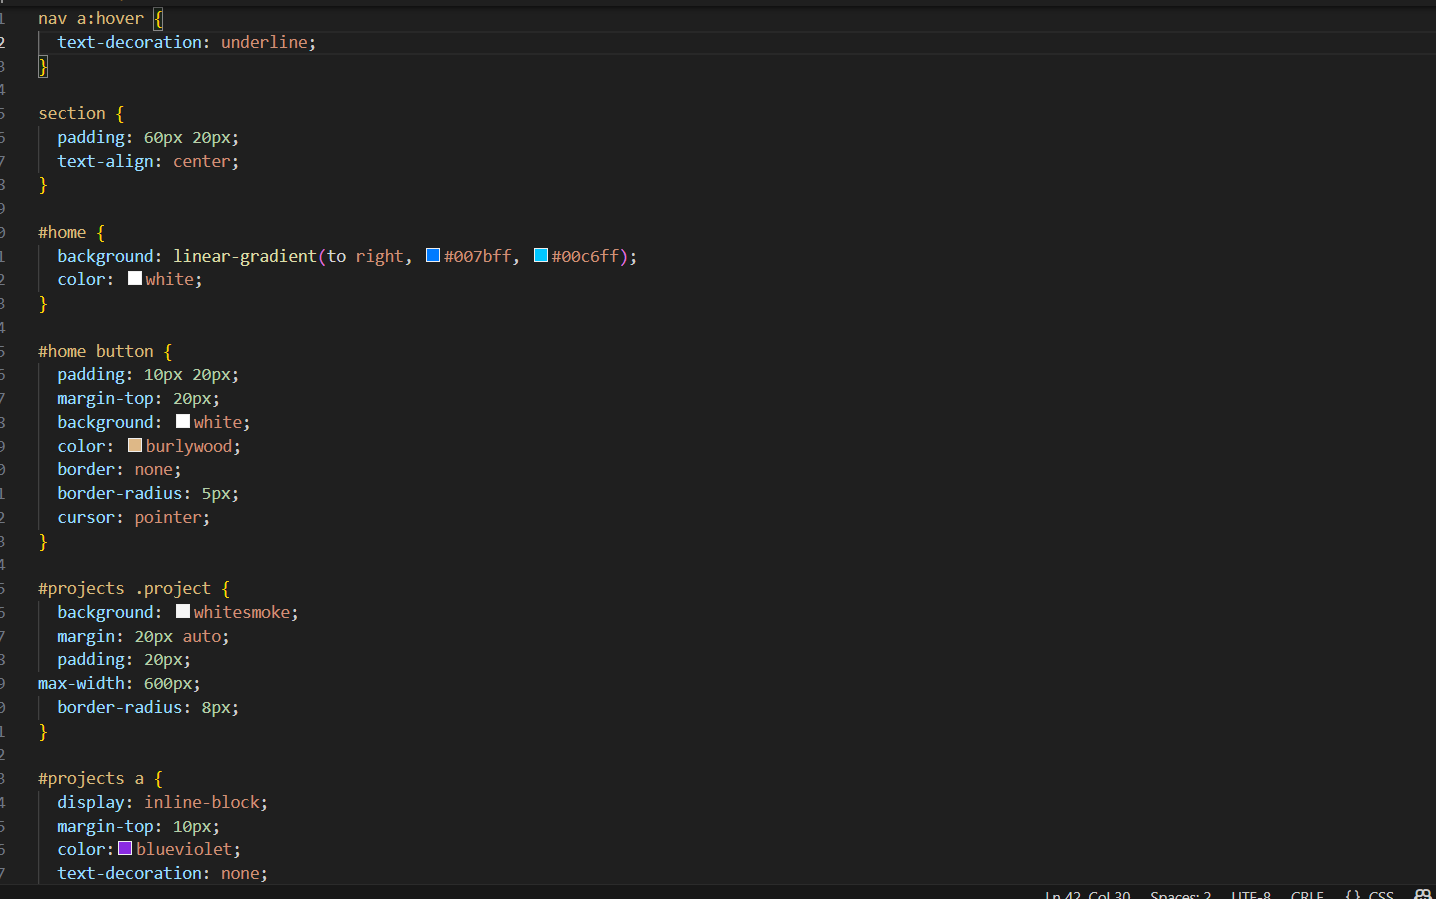 1 nav a:hover {
2 text-decoration: underline;
3 }
4
5 section {
6 padding: 60px 20px;
7 text-align: center;
8 }
9
0 #home {
1 background: linear-gradient(to right, #007bff, #00c6ff);
2 color: white;
3 }
4
5 #home button {
6 padding: 10px 20px;
7 margin-top: 20px;
8 background: white;
9 color: burlywood;
0 border: none;
1 border-radius: 5px;
2 cursor: pointer;
3 }
4
5 #projects .project {
6 background: whitesmoke;
7 margin: 20px auto;
8 padding: 20px;
9 max-width: 600px;
0 border-radius: 8px;
1 }
2
3 #projects a {
4 display: inline-block;
5 margin-top: 10px;
6 color: blueviolet;
7 text-decoration: none;
Ln 42, Col 30 Spaces: 2 UTF-8 CRLF {} CSS